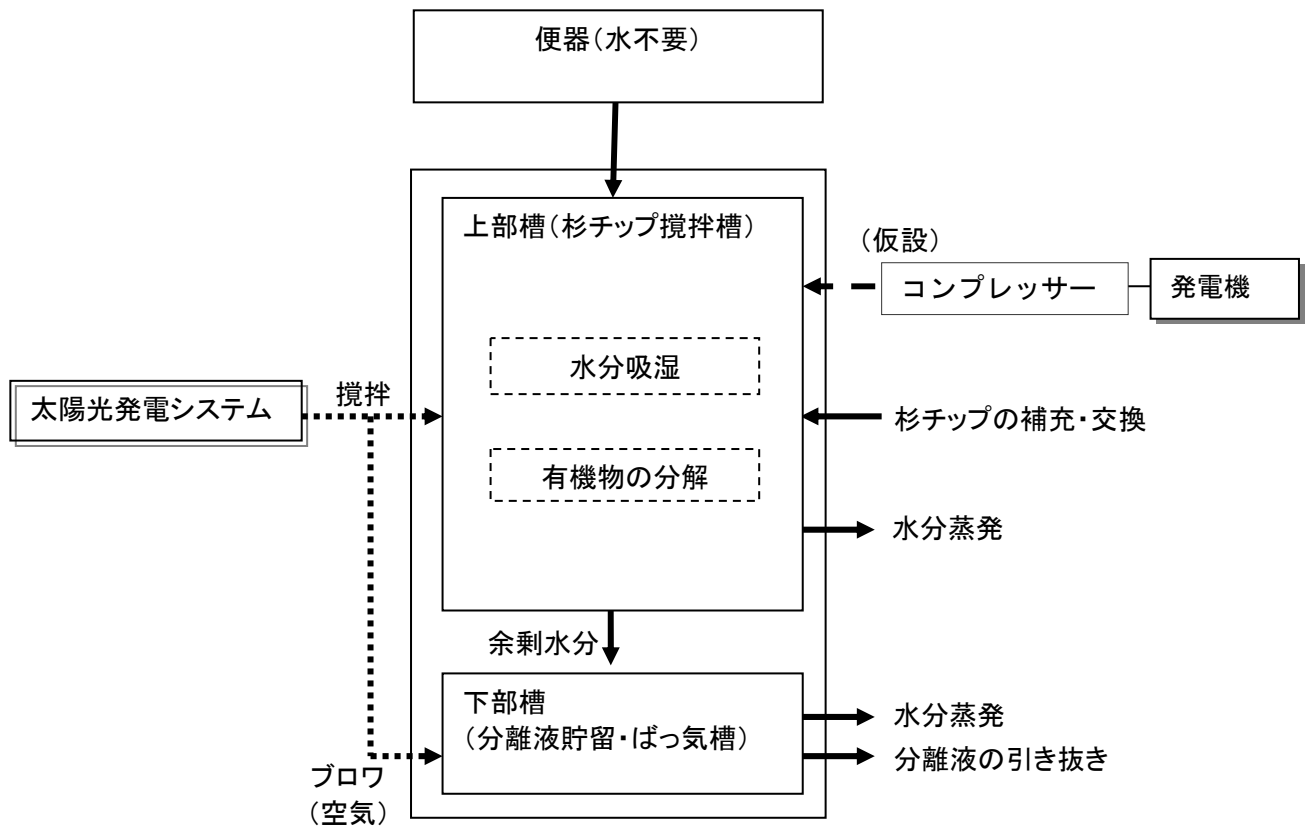 便器(水不要)
上部槽(杉チップ撹拌槽)
(仮設)
コンプレッサー
発電機
水分吸湿
撹拌
太陽光発電システム
杉チップの補充・交換
有機物の分解
水分蒸発
余剰水分
下部槽
(分離液貯留・ばっ気槽)
水分蒸発
分離液の引き抜き
ブロワ
(空気)